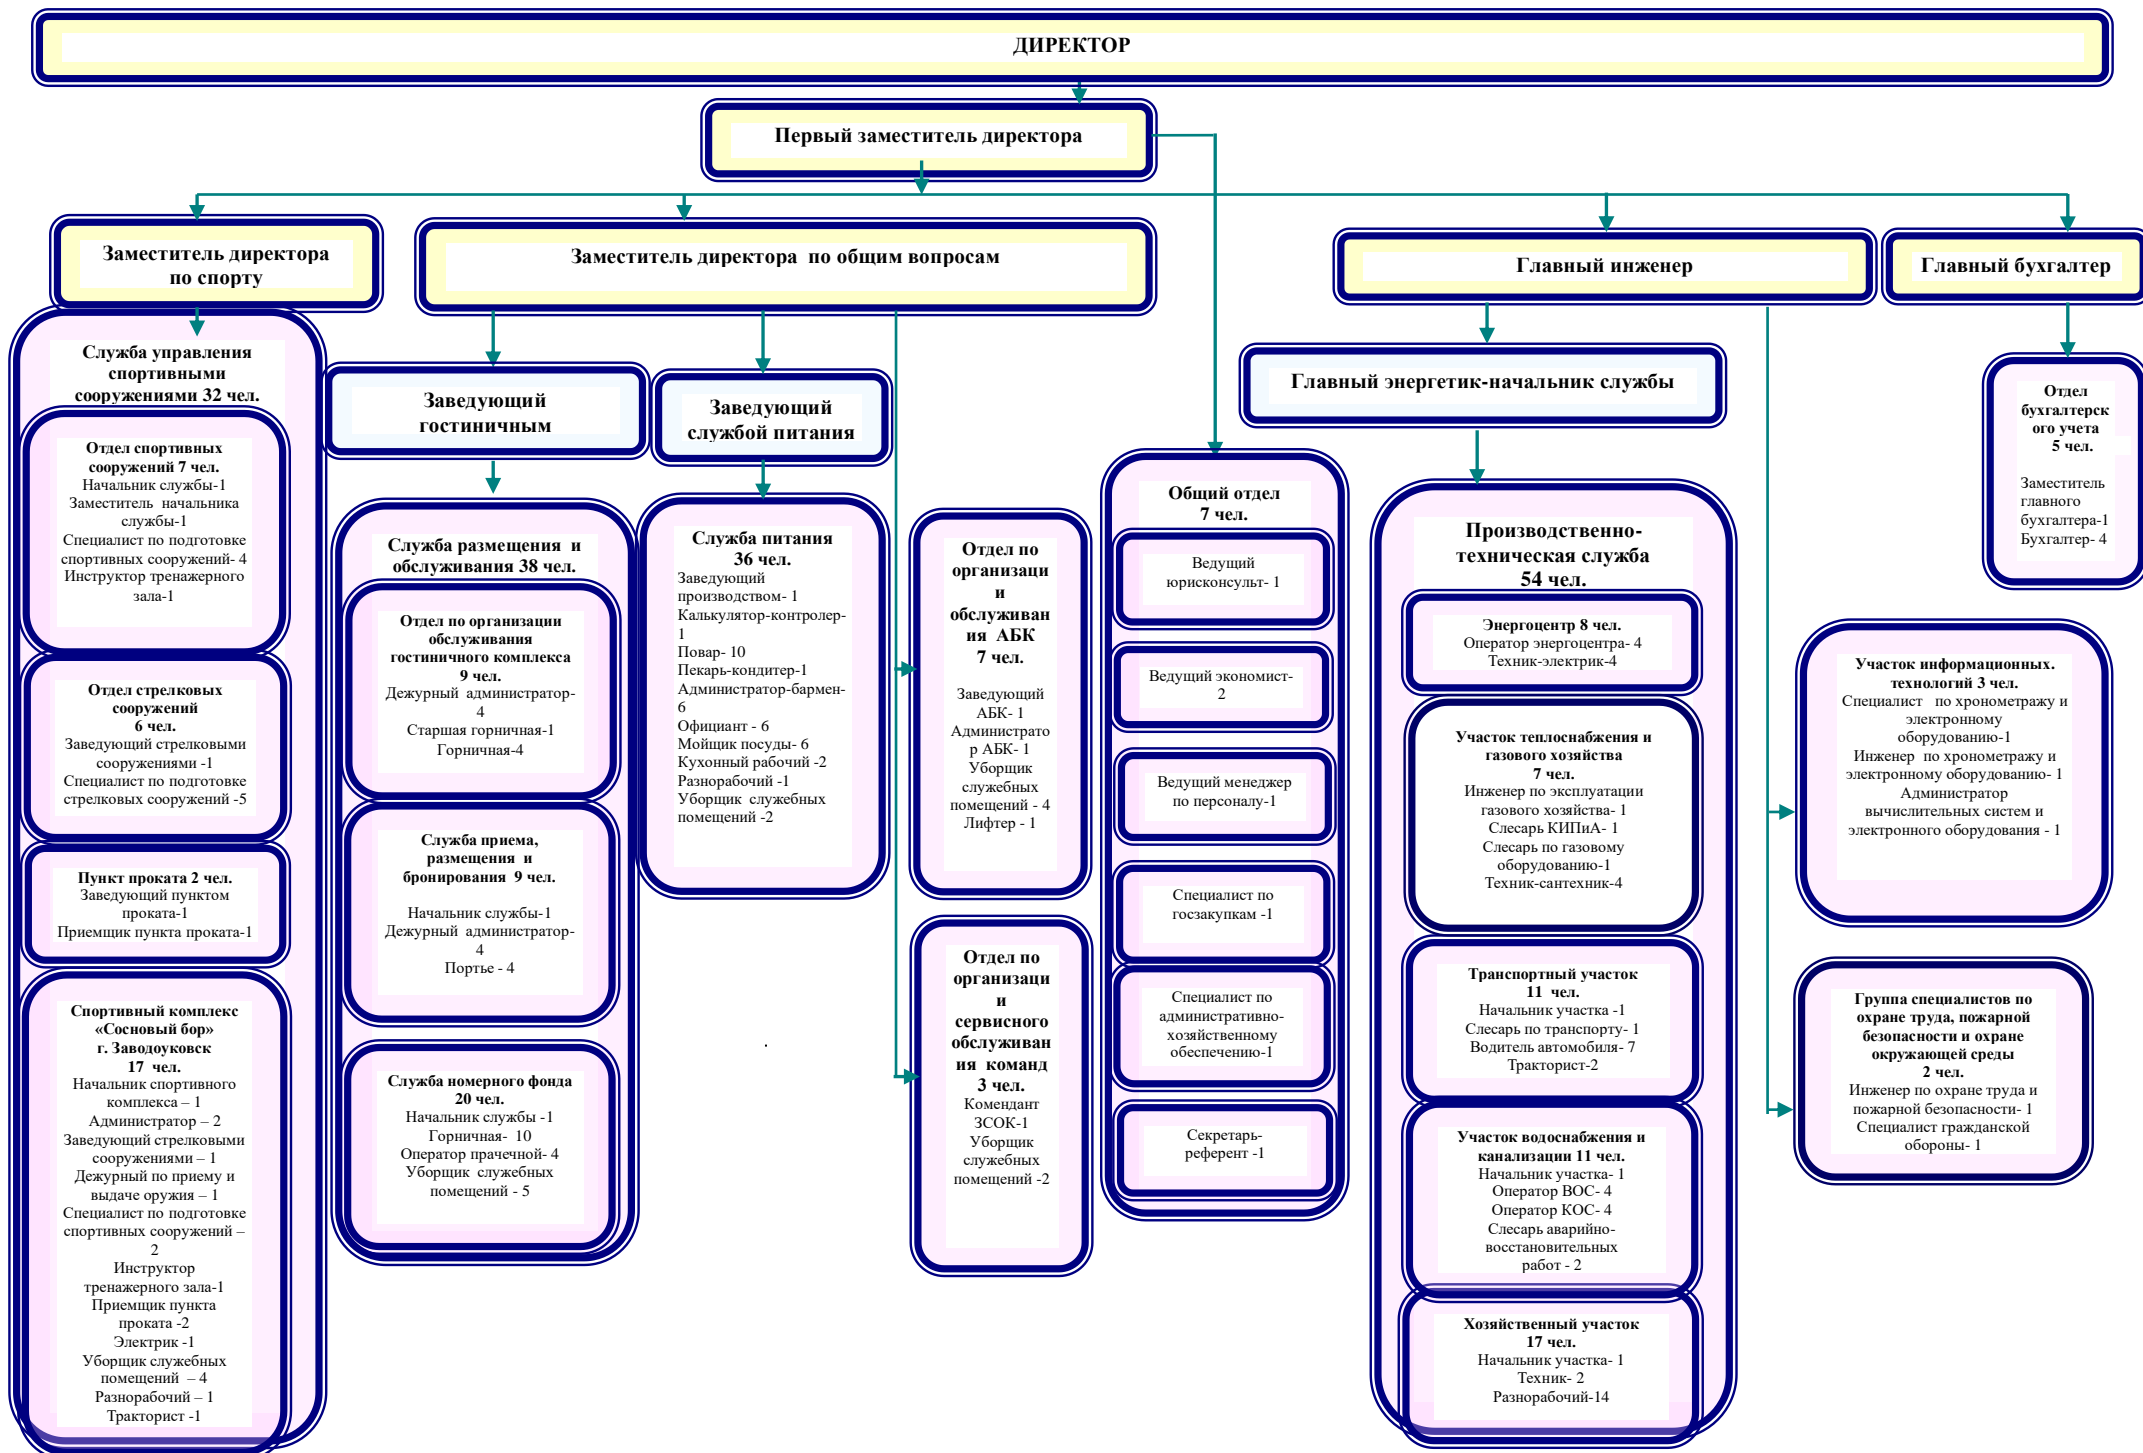 ДИРЕКТОР
Первый заместитель директора
Заместитель директора
по спорту
Заместитель директора по общим вопросам
Главный инженер
Главный бухгалтер
Служба управления
спортивными
сооружениями 32 чел.
Отдел спортивных
сооружений 7 чел.
Начальник службы-1
Заместитель начальника
службы-1
Специалист по подготовке
спортивных сооружений- 4
Инструктор тренажерного
зала-1
Отдел стрелковых
сооружений
6 чел.
Заведующий стрелковыми
сооружениями -1
Специалист по подготовке
стрелковых сооружений -5
Пункт проката 2 чел.
Заведующий пунктом
проката-1
Приемщик пункта проката-1
Спортивный комплекс
«Сосновый бор»
г. Заводоуковск
17 чел.
Начальник спортивного
комплекса – 1
Администратор – 2
Заведующий стрелковыми
сооружениями – 1
Дежурный по приему и
выдаче оружия – 1
Специалист по подготовке
спортивных сооружений –
2
Инструктор
тренажерного зала-1
Приемщик пункта
проката -2
Электрик -1
Уборщик служебных
помещений – 4
Разнорабочий – 1
Тракторист -1
Заведующий
гостиничным
Служба размещения и
обслуживания 38 чел.
Отдел по организации
обслуживания
гостиничного комплекса
9 чел.
Дежурный администратор-
4
Старшая горничная-1
Горничная-4
Служба приема,
размещения и
бронирования 9 чел.
Начальник службы-1
Дежурный администратор-
4
Портье - 4
Служба номерного фонда
20 чел.
Начальник службы -1
Горничная- 10
Оператор прачечной- 4
Уборщик служебных
помещений - 5
Заведующий
службой питания
Служба питания
36 чел.
Заведующий
производством- 1
Калькулятор-контролер-
1
Повар- 10
Пекарь-кондитер-1
Администратор-бармен-
6
Официант - 6
Мойщик посуды- 6
Кухонный рабочий -2
Разнорабочий -1
Уборщик служебных
помещений -2
.
Отдел по
организаци
и
обслуживан
ия АБК
7 чел.
Заведующий
АБК- 1
Администрато
р АБК- 1
Уборщик
служебных
помещений - 4
Лифтер - 1
Отдел по
организаци
и
сервисного
обслуживан
ия команд
3 чел.
Комендант
ЗСОК-1
Уборщик
служебных
помещений -2
Общий отдел
7 чел.
Ведущий
юрисконсульт- 1
Ведущий экономист-
2
Ведущий менеджер
по персоналу-1
Специалист по
госзакупкам -1
Специалист по
административно-
хозяйственному
обеспечению-1
Секретарь-
референт -1
Главный энергетик-начальник службы
Производственно-
техническая служба
54 чел.
Энергоцентр 8 чел.
Оператор энергоцентра- 4
Техник-электрик-4
Участок теплоснабжения и
газового хозяйства
7 чел.
Инженер по эксплуатации
газового хозяйства- 1
Слесарь КИПиА- 1
Слесарь по газовому
оборудованию-1
Техник-сантехник-4
Транспортный участок
11 чел.
Начальник участка -1
Слесарь по транспорту- 1
Водитель автомобиля- 7
Тракторист-2
Участок водоснабжения и
канализации 11 чел.
Начальник участка- 1
Оператор ВОС- 4
Оператор КОС- 4
Слесарь аварийно-
восстановительных
работ - 2
Хозяйственный участок
17 чел.
Начальник участка- 1
Техник- 2
Разнорабочий-14
Участок информационных.
технологий 3 чел.
Специалист по хронометражу и
электронному
оборудованию-1
Инженер по хронометражу и
электронному оборудованию- 1
Администратор
вычислительных систем и
электронного оборудования - 1
Группа специалистов по
охране труда, пожарной
безопасности и охране
окружающей среды
2 чел.
Инженер по охране труда и
пожарной безопасности- 1
Специалист гражданской
обороны- 1
Отдел
бухгалтерск
ого учета
5 чел.
Заместитель
главного
бухгалтера-1
Бухгалтер- 4